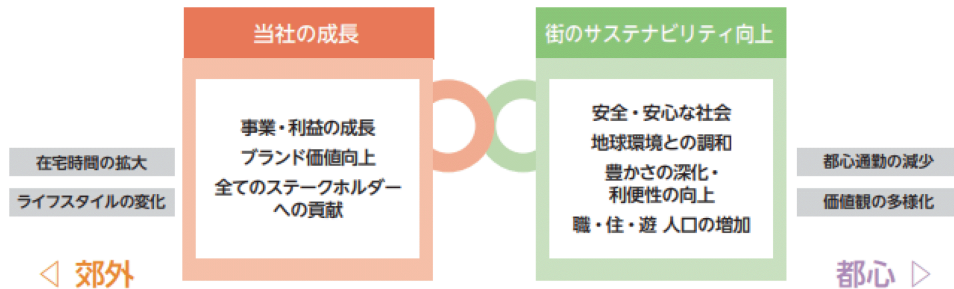 当社の成長
事業・利益の成長
ブランド価値向上
全てのステークホルダー
への貢献
街のサステナビリティ向上
安全・安心な社会
地球環境との調和
豊かさの深化・
利便性の向上
職・住・遊 人口の増加
在宅時間の拡大
ライフスタイルの変化
◁ 郊外
都心通勤の減少
価値観の多様化
都心 ▷